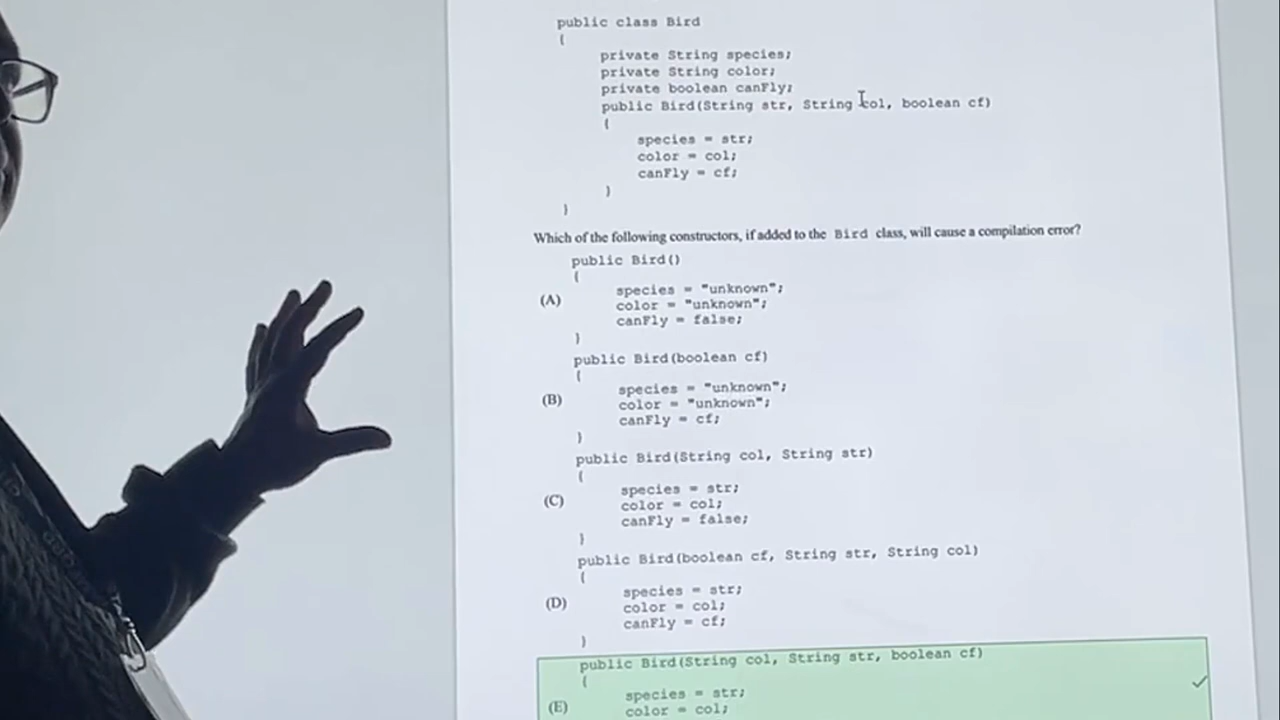 public class Bird
{
private String species;
private String color;
private boolean canFly;
public Bird(String str, String col, boolean cf)
{
species = str;
color = col;
canFly = cf;
}
}
Which of the following constructors, if added to the Bird class, will cause a compilation error?
public Bird()
{
(A)
species = "unknown";
color = "unknown";
canFly = false;
}
public Bird(boolean cf)
{
(B)
species = "unknown";
color = "unknown";
canFly = cf;
}
public Bird(String col, String str)
{
(C)
species = str;
color = col;
canFly = false;
}
public Bird(boolean cf, String str, String col)
{
(D)
species = str;
color = col;
canFly = cf;
}
public Bird(String col, String str, boolean cf)
{
(E)
species = str;
color = col;